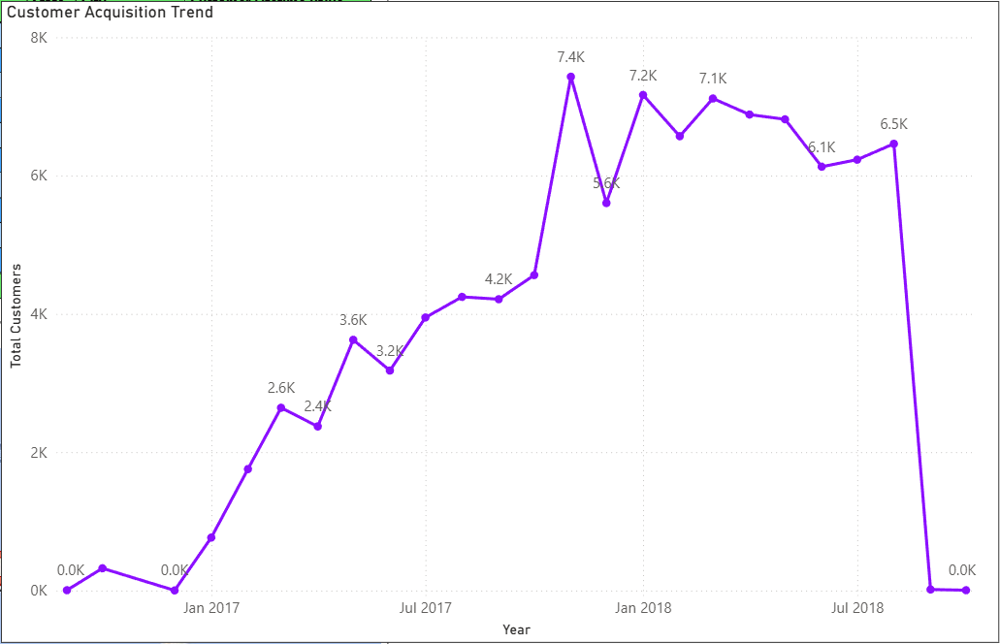 Customer Acquisition Trend
8K
6K
4K
2K
0K
Total Customers
0.0K
0.0K
2.6K
2.4K
3.6K
3.2K
4.2K
7.4K
5.6K
7.2K
7.1K
6.1K
6.5K
0.0K
Jan 2017
Jul 2017
Jan 2018
Jul 2018
Year